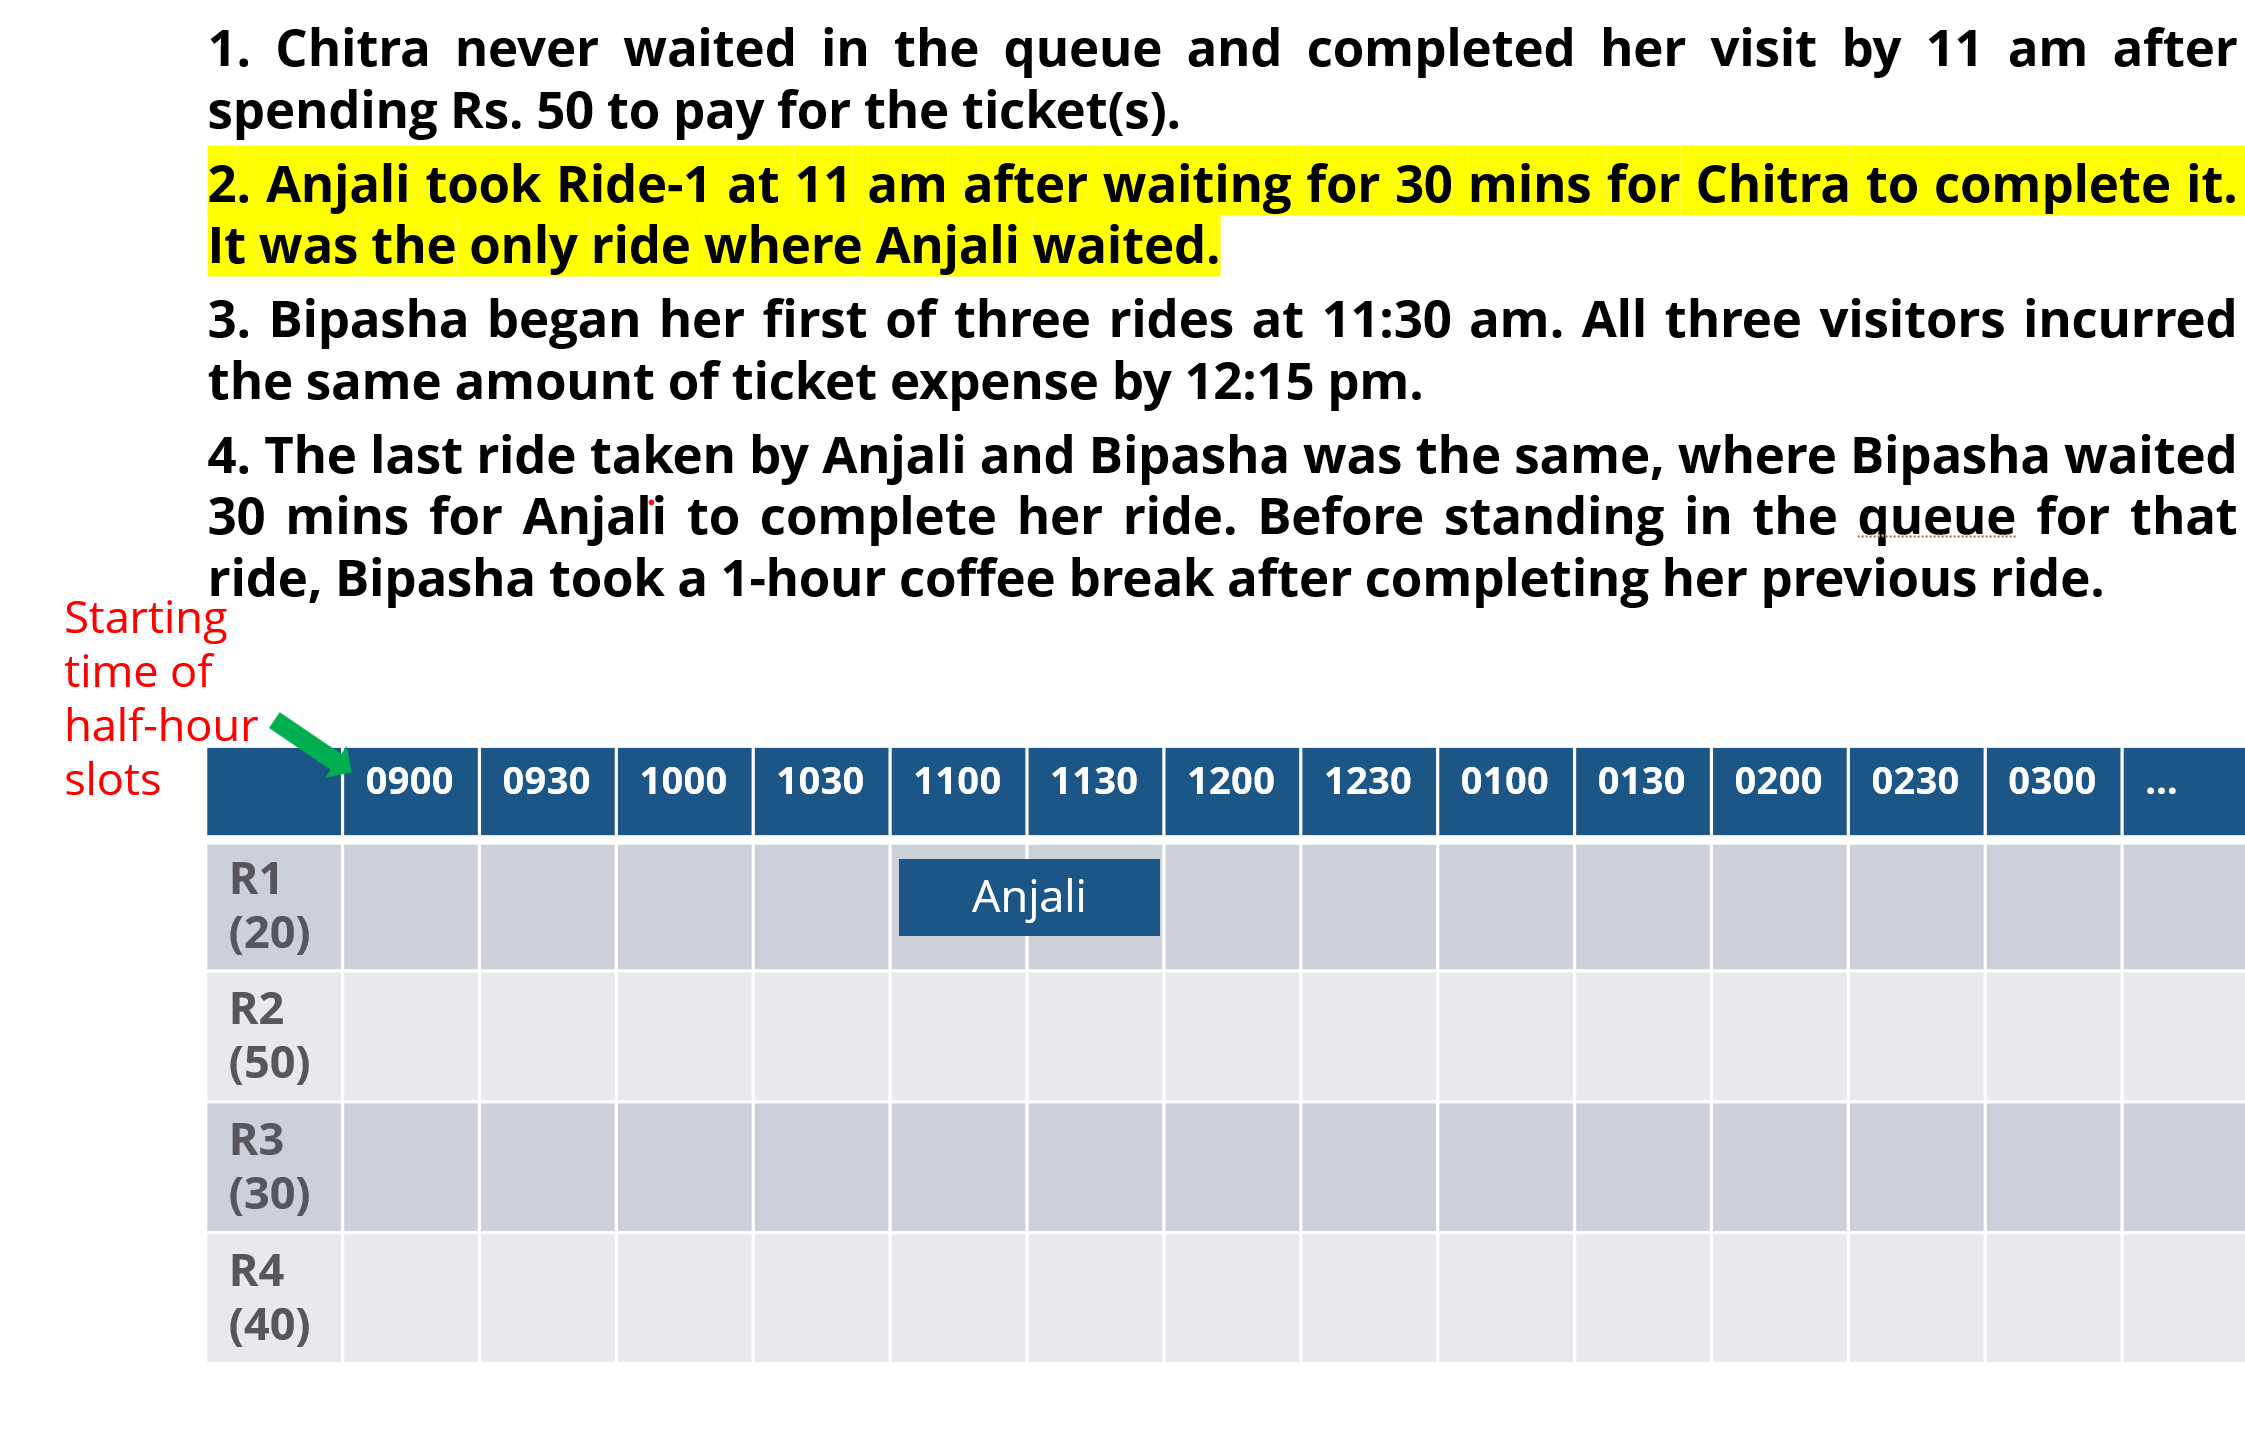 1. Chitra never waited in the queue and completed her visit by 11 am after
spending Rs. 50 to pay for the ticket(s).
2. Anjali took Ride-1 at 11 am after waiting for 30 mins for Chitra to complete it.
It was the only ride where Anjali waited.
3. Bipasha began her first of three rides at 11:30 am. All three visitors incurred
the same amount of ticket expense by 12:15 pm.
4. The last ride taken by Anjali and Bipasha was the same, where Bipasha waited
30 mins for Anjali to complete her ride. Before standing in the queue for that
ride, Bipasha took a 1-hour coffee break after completing her previous ride.
Starting
time of
half-hour
slots
0900 0930 1000 1030 1100 1130 1200 1230 0100 0130 0200 0230 0300 ...
R1
(20)
Anjali
R2
(50)
R3
(30)
R4
(40)